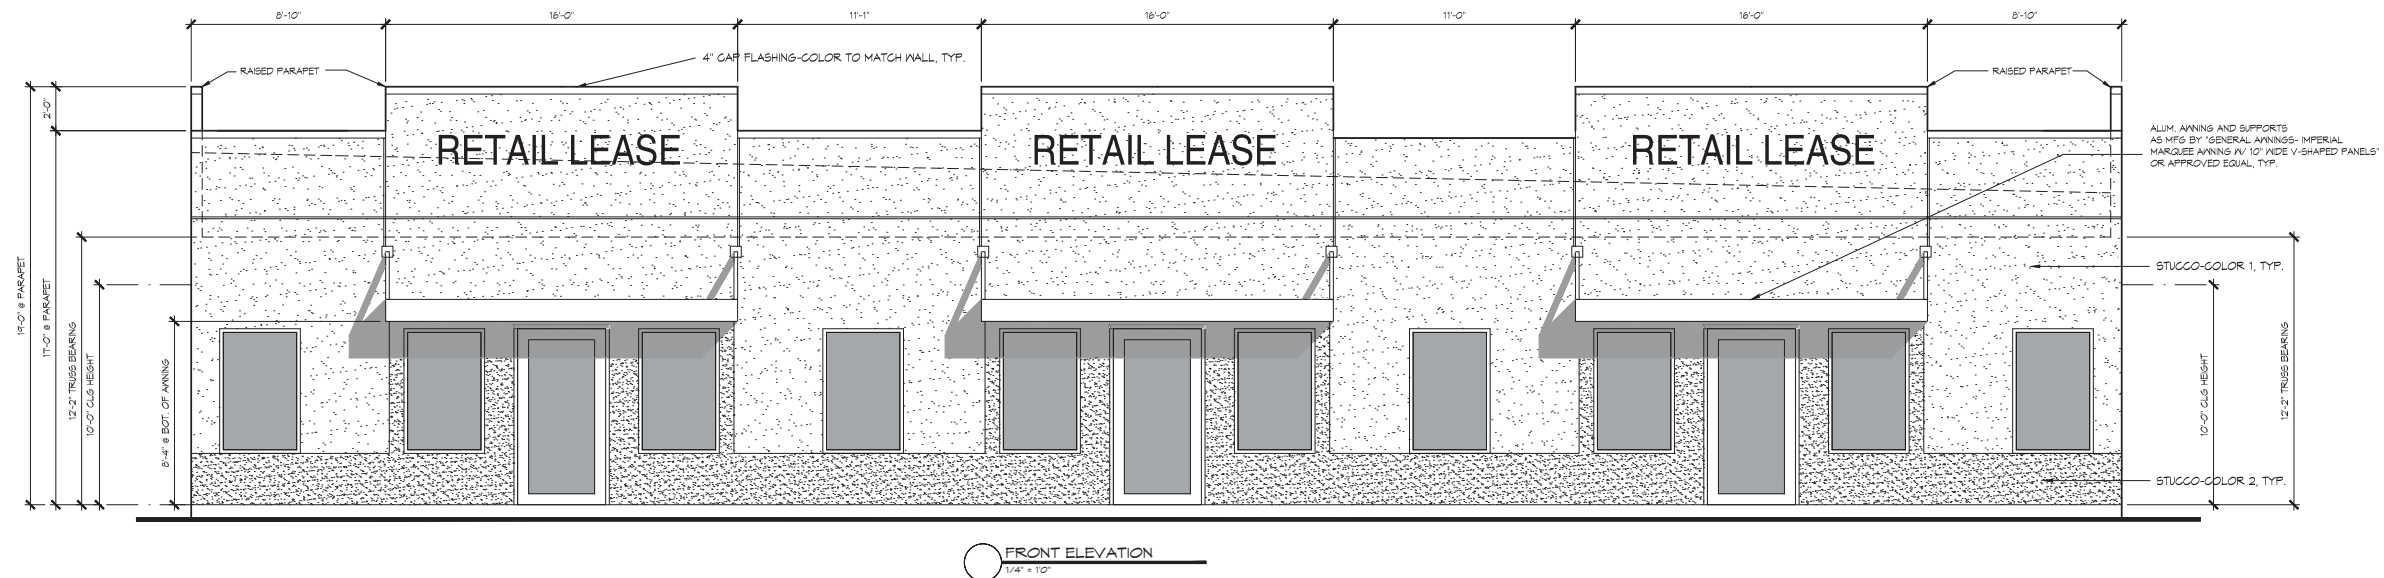 8'-10"
16'-0"
11'-1"
16'-0"
11'-0"
16'-0"
8'-10"
4" CAP FLASHING-COLOR TO MATCH WALL, TYP.
RAISED PARAPET
RAISED PARAPET
2'-0"
RETAIL LEASE
RETAIL LEASE
RETAIL LEASE
ALUM. AWNING AND SUPPORTS
AS MFG BY "GENERAL AWNINGS- IMPERIAL
MARQUEE AWNING W/ 10" WIDE V-SHAPED PANELS"
OR APPROVED EQUAL, TYP.
19'-0" @ PARAPET
17'-0" @ PARAPET
12'-2" TRUSS BEARING
10'-0" CLG HEIGHT
8'-4" @ BOT. OF AWNING
STUCCO-COLOR 1, TYP.
10'-0" CLG HEIGHT
12'-2" TRUSS BEARING
STUCCO-COLOR 2, TYP.
FRONT ELEVATION
1/4" = 1'0"